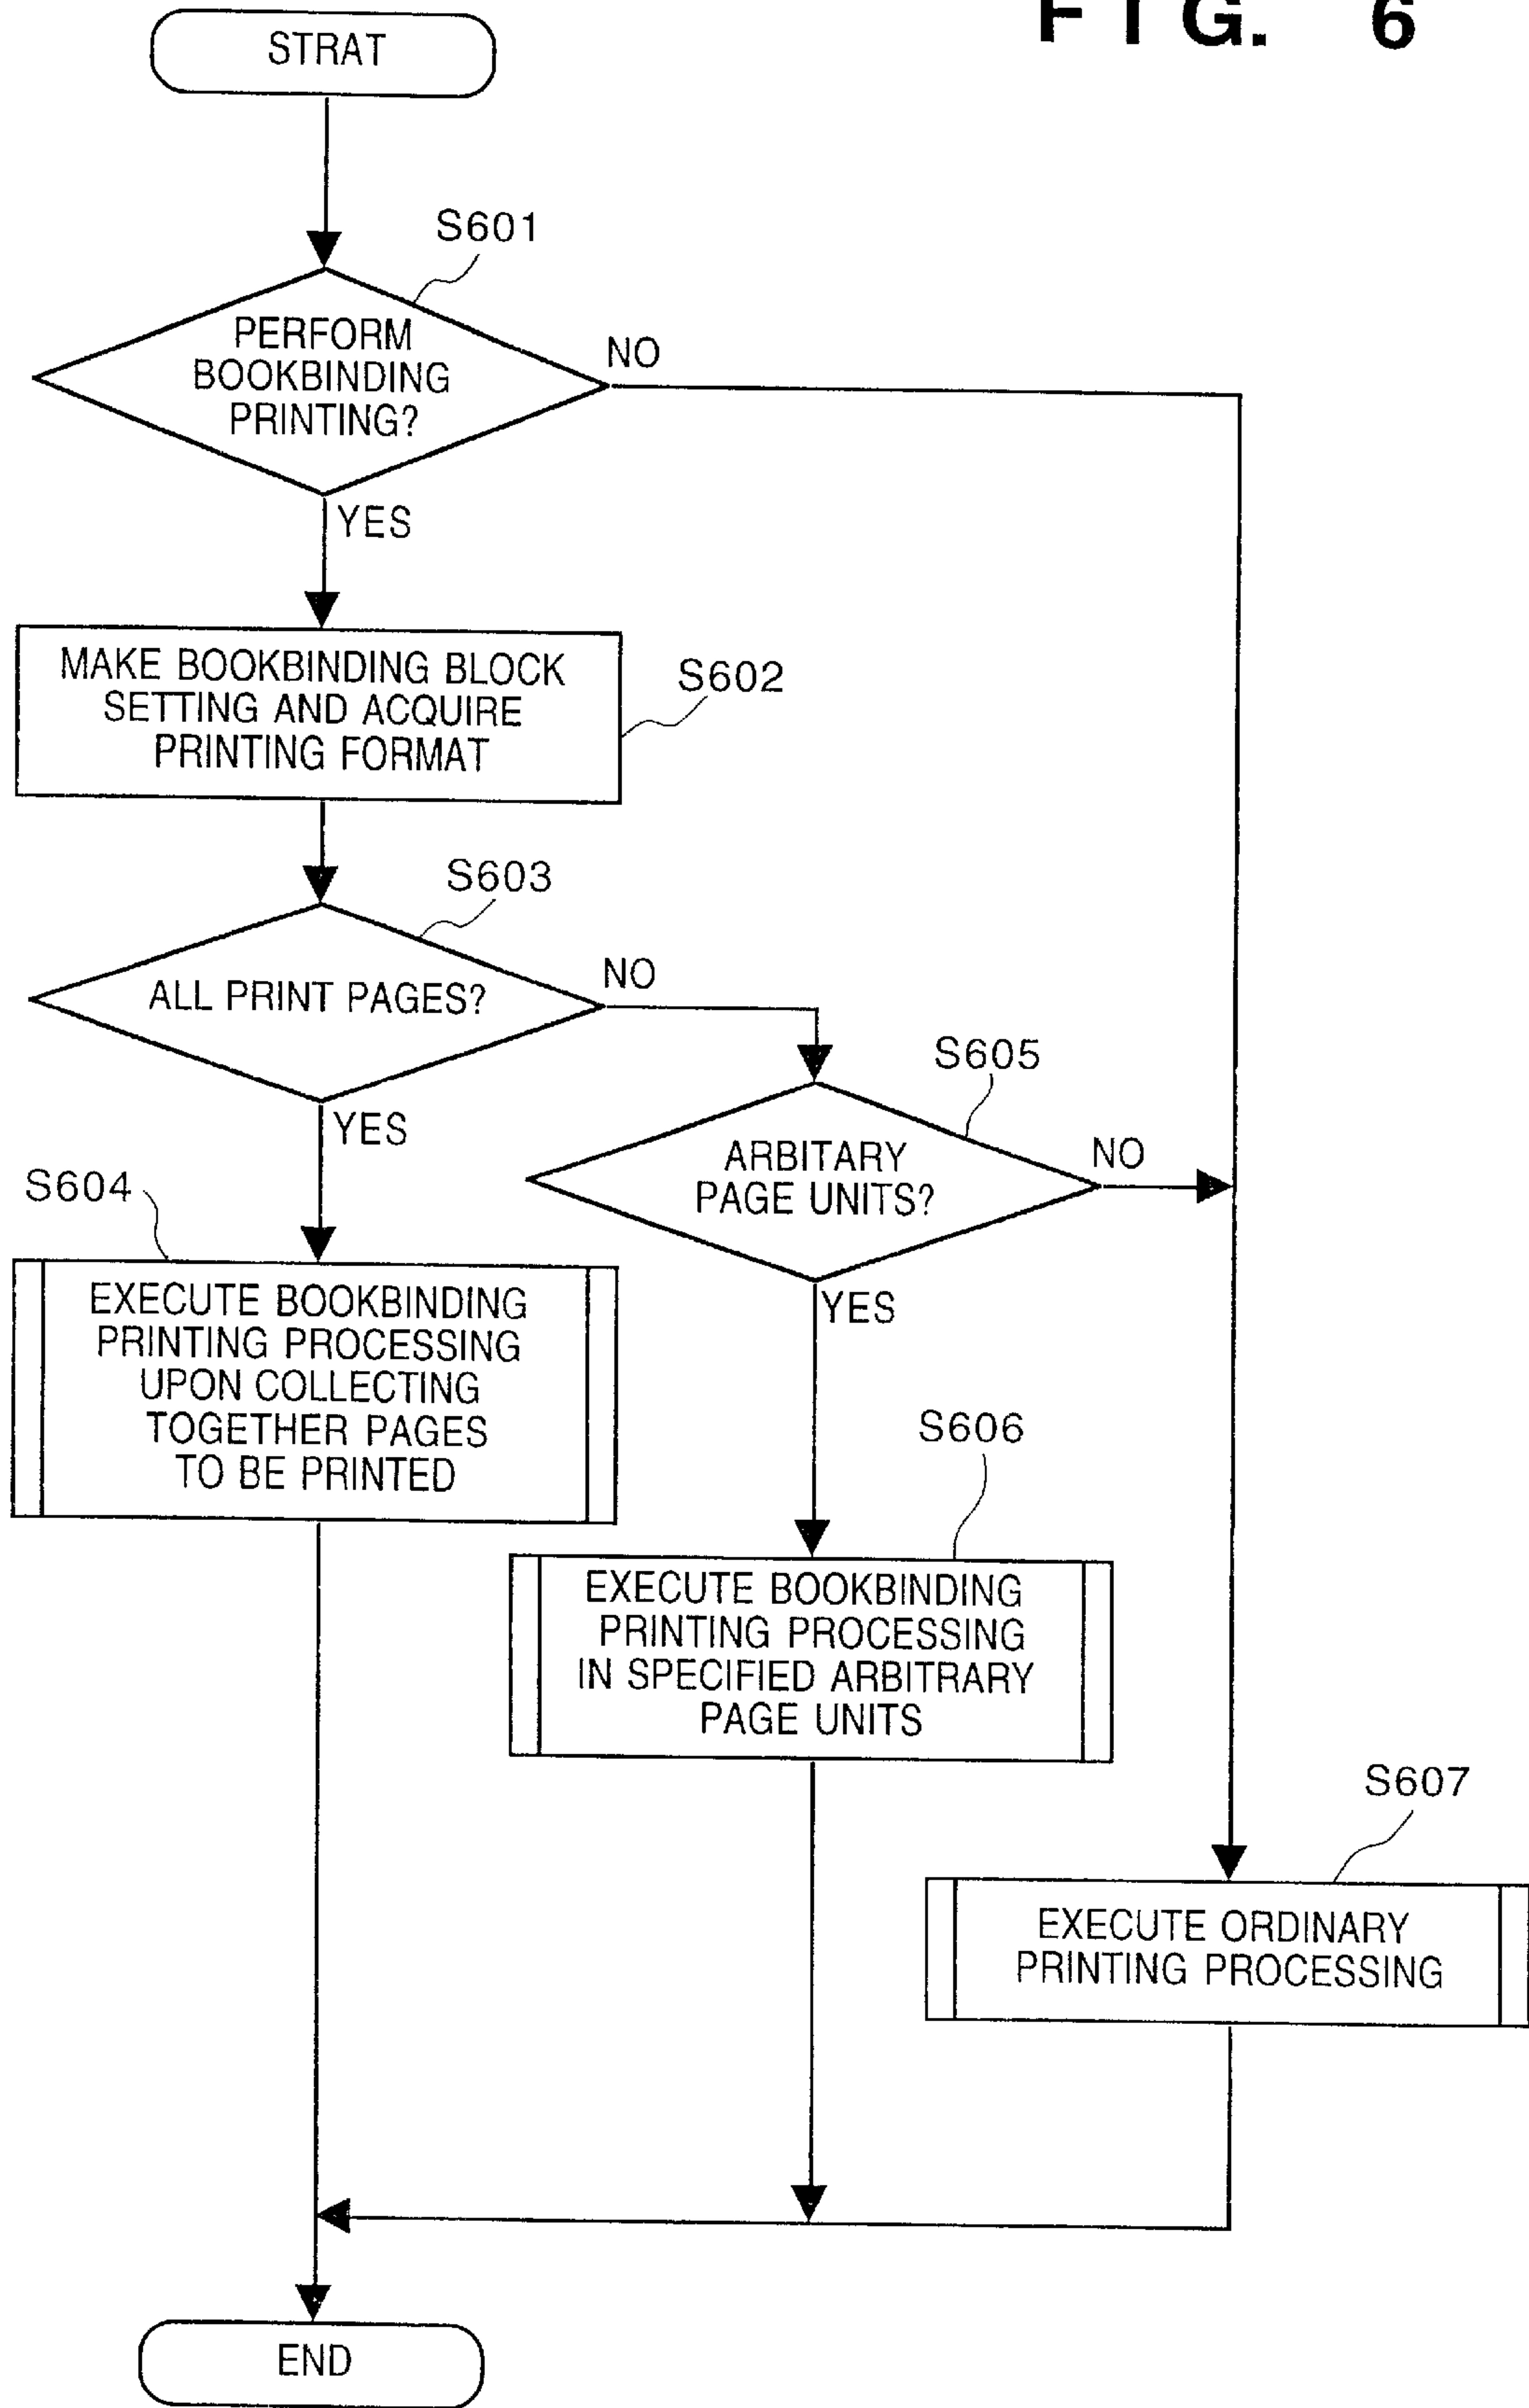 FIG. 6
STRAT
S601
PERFORM
BOOKBINDING
PRINTING?
NO
YES
MAKE BOOKBINDING BLOCK
SETTING AND ACQUIRE
PRINTING FORMAT
S602
S603
ALL PRINT PAGES?
NO
YES
S605
ARBITARY
PAGE UNITS?
NO
YES
S604
EXECUTE BOOKBINDING
PRINTING PROCESSING
UPON COLLECTING
TOGETHER PAGES
TO BE PRINTED
S606
EXECUTE BOOKBINDING
PRINTING PROCESSING
IN SPECIFIED ARBITRARY
PAGE UNITS
S607
EXECUTE ORDINARY
PRINTING PROCESSING
END